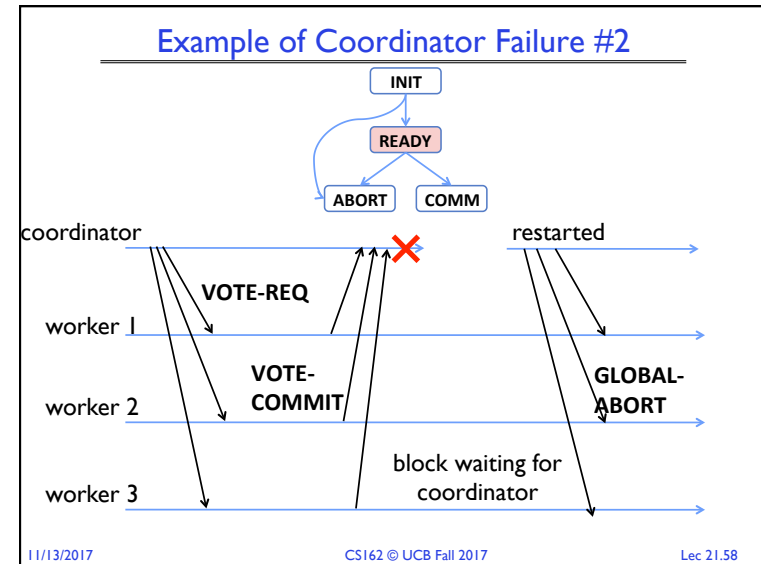 Example of Coordinator Failure #2
INIT
READY
ABORT COMM
coordinator
restarted
VOTE-REQ
worker 1
VOTE-
COMMIT
GLOBAL-
ABORT
worker 2
block waiting for
coordinator
worker 3
11/13/2017 CS162 © UCB Fall 2017 Lec 21.58